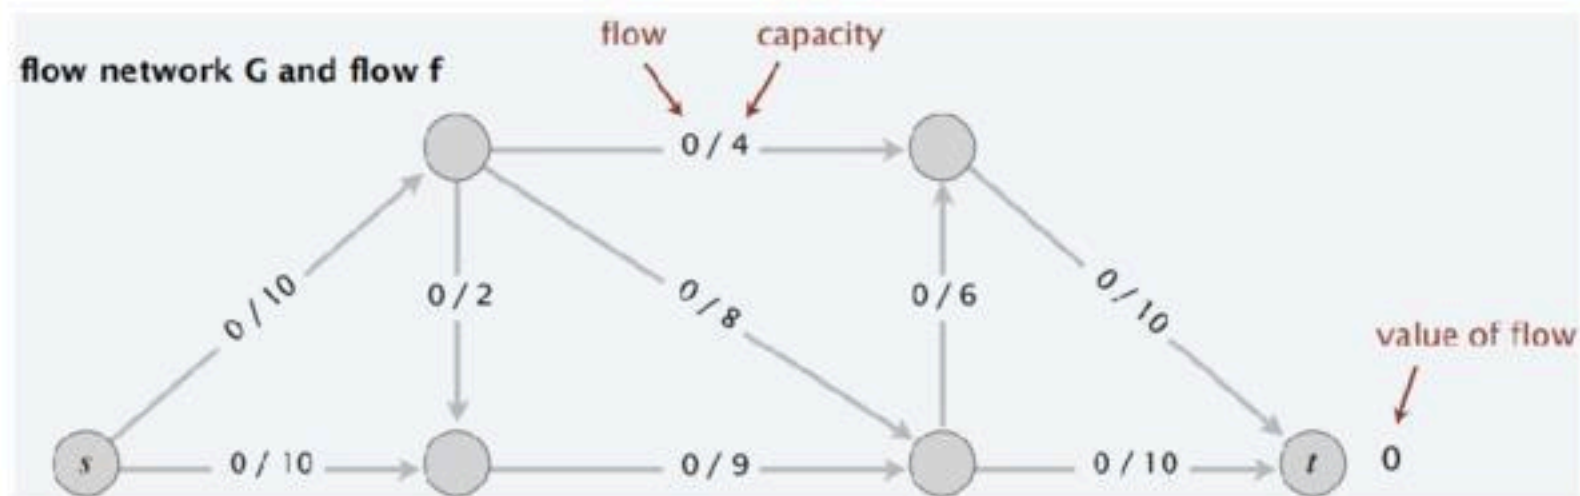 flow capacity
flow network G and flow f
0 / 4
0 / 10
0 / 2
0 / 8
0 / 6
0 / 10
value of flow
s
0 / 10
0 / 9
0 / 10
t
0